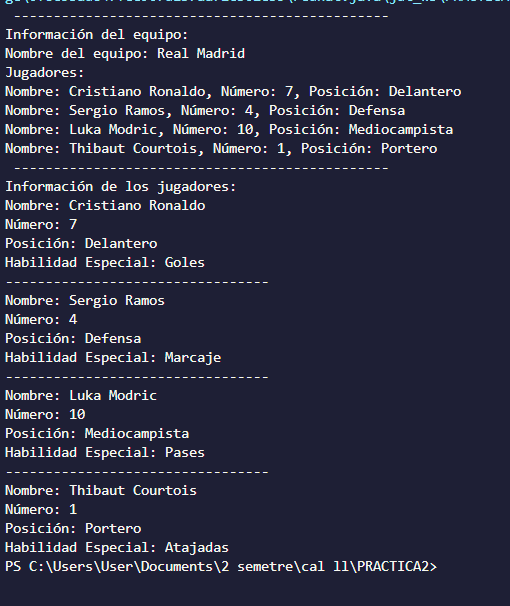 -----------------------------------------------
Información del equipo:
Nombre del equipo: Real Madrid
Jugadores:
Nombre: Cristiano Ronaldo, Número: 7, Posición: Delantero
Nombre: Sergio Ramos, Número: 4, Posición: Defensa
Nombre: Luka Modric, Número: 10, Posición: Mediocampista
Nombre: Thibaut Courtois, Número: 1, Posición: Portero
-----------------------------------------------
Información de los jugadores:
Nombre: Cristiano Ronaldo
Número: 7
Posición: Delantero
Habilidad Especial: Goles
---------------------------------
Nombre: Sergio Ramos
Número: 4
Posición: Defensa
Habilidad Especial: Marcaje
---------------------------------
Nombre: Luka Modric
Número: 10
Posición: Mediocampista
Habilidad Especial: Pases
---------------------------------
Nombre: Thibaut Courtois
Número: 1
Posición: Portero
Habilidad Especial: Atajadas
PS C:\Users\User\Documents\2 semetre\cal ll\PRACTICA2>